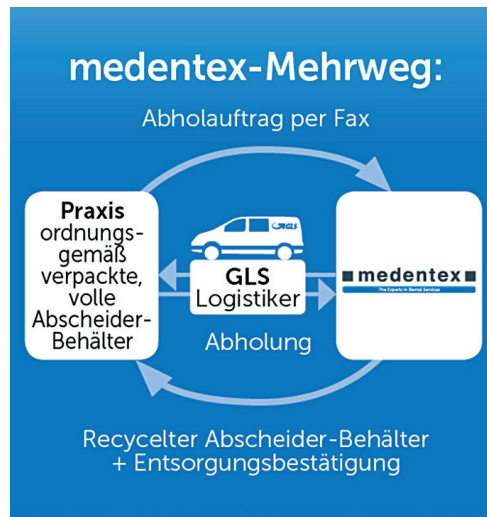 medentex-Mehrweg:
Abholauftrag per Fax
Praxis
ordnungs-
gemäß
verpackte,
volle
Abscheider-
Behälter
GLS
GLS
Logistiker
Abholung
medentex
The Experts in Dental Services
Recycelter Abscheider-Behälter
+ Entsorgungsbestätigung